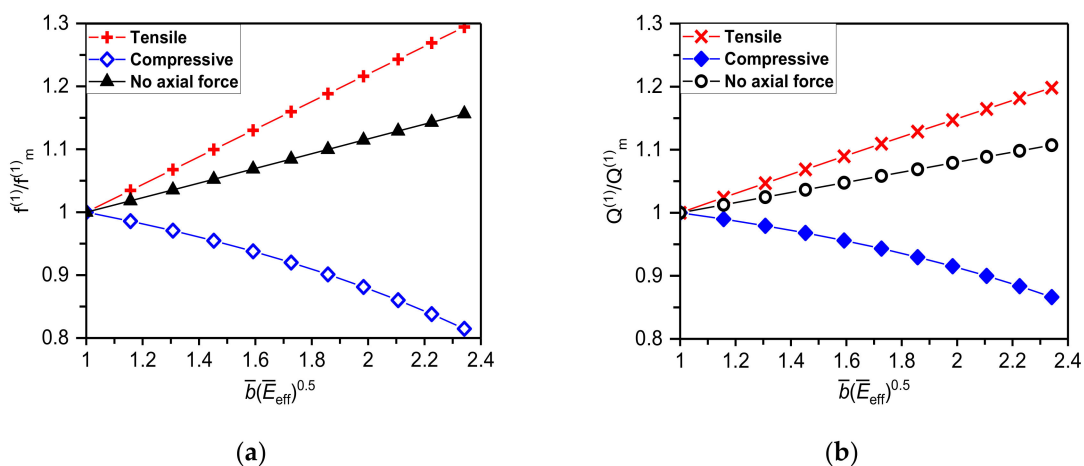 1.3
Tensile
Compressive
No axial force
1.2
1.1
1
0.9
0.8
f⁽¹⁾/f⁽¹⁾ₘ
1 1.2 1.4 1.6 1.8 2 2.2 2.4
b̅(E̅eff)⁰·⁵
(a)
1.3
Tensile
Compressive
No axial force
1.2
1.1
1
0.9
0.8
Q⁽¹⁾/Q⁽¹⁾ₘ
1 1.2 1.4 1.6 1.8 2 2.2 2.4
b̅(E̅eff)⁰·⁵
(b)